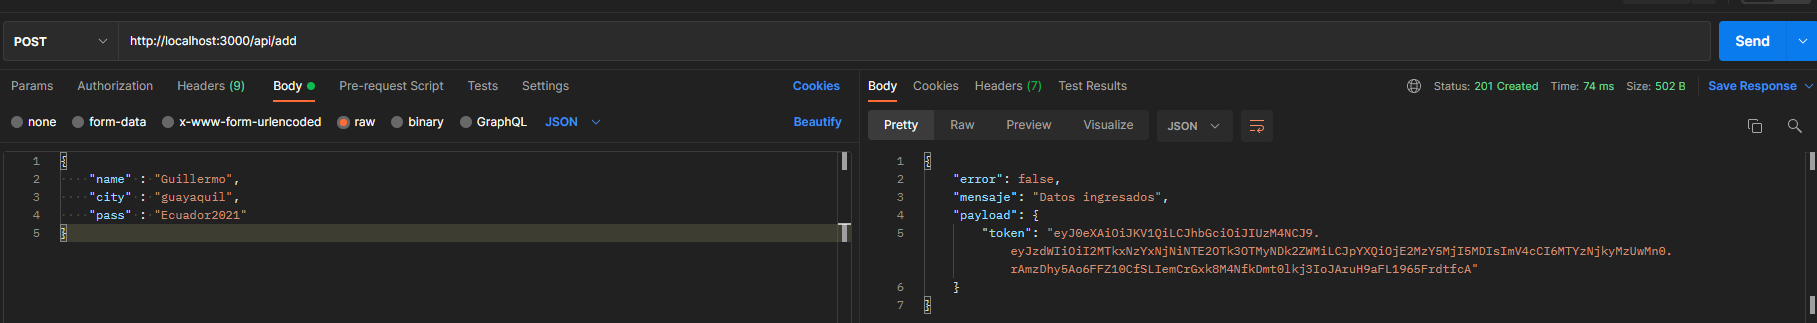 POST http://localhost:3000/api/add Send
Params Authorization Headers (9) Body Pre-request Script Tests Settings Cookies
none form-data x-www-form-urlencoded raw binary GraphQL JSON Beautify
1 {
2 "name" : "Guillermo",
3 "city" : "guayaquil",
4 "pass" : "Ecuador2021"
5 }
Body Cookies Headers (7) Test Results Status: 201 Created Time: 74 ms Size: 502 B Save Response
Pretty Raw Preview Visualize JSON
1 {
2 "error": false,
3 "mensaje": "Datos ingresados",
4 "payload": {
5 "token": "eyJ0eXAiOiJKV1QiLCJhbGciOiJIUzM4NCJ9.
eyJzdWIiOiI2MTkxNzYxNjNiNTE2OTk3OTMyNDk2ZWMiLCJpYXQiOjE2MzY5MjI5MDIsImV4cCI6MTYzNjkyMzUwMn0.
rAmzDhy5Ao6FFZ10CfSLIemCrGxk8M4NfkDmt0lkj3IoJAruH9aFL1965FrdtfcA"
6 }
7 }